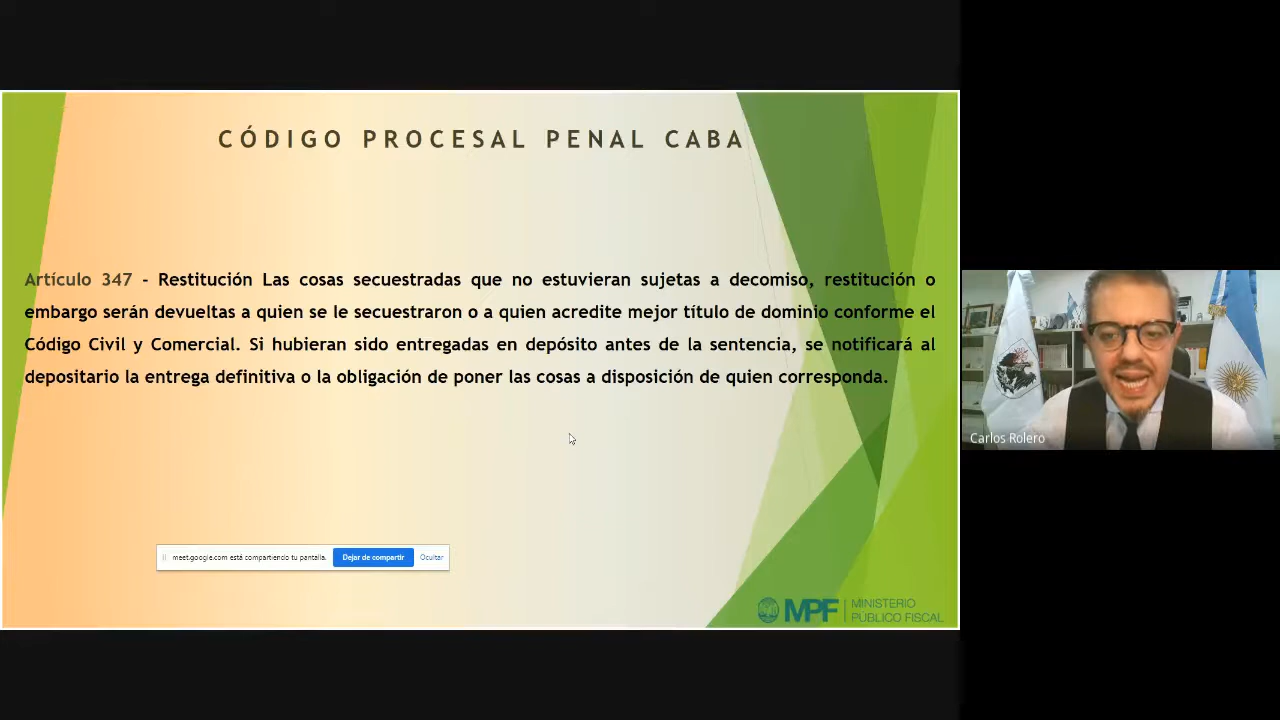 CÓDIGO PROCESAL PENAL CABA
Artículo 347 - Restitución Las cosas secuestradas que no estuvieran sujetas a decomiso, restitución o
embargo serán devueltas a quien se le secuestraron o a quien acredite mejor título de dominio conforme el
Código Civil y Comercial. Si hubieran sido entregadas en depósito antes de la sentencia, se notificará al
depositario la entrega definitiva o la obligación de poner las cosas a disposición de quien corresponda.
meet.google.com está compartiendo tu pantalla. Dejar de compartir Ocultar
MPF MINISTERIO
PÚBLICO FISCAL
Carlos Rolero